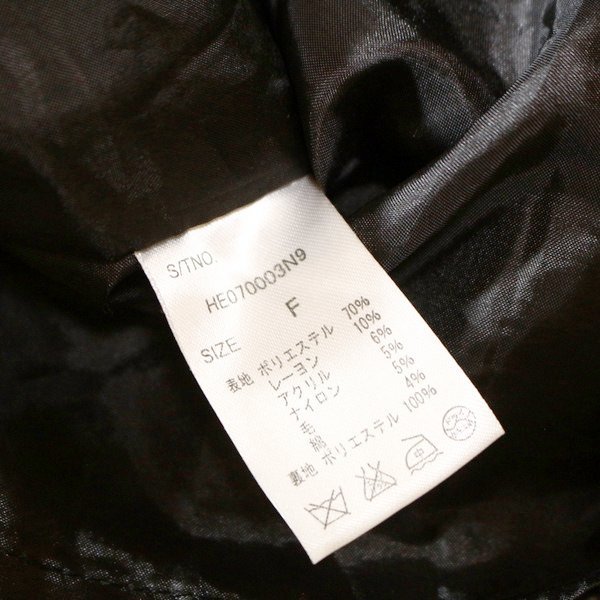 S/TNO.
HE070003N9
SIZE F
表地 ポリエステル 70%
レーヨン 10%
アクリル 6%
ナイロン 5%
毛 5%
綿 4%
裏地 ポリエステル 100%